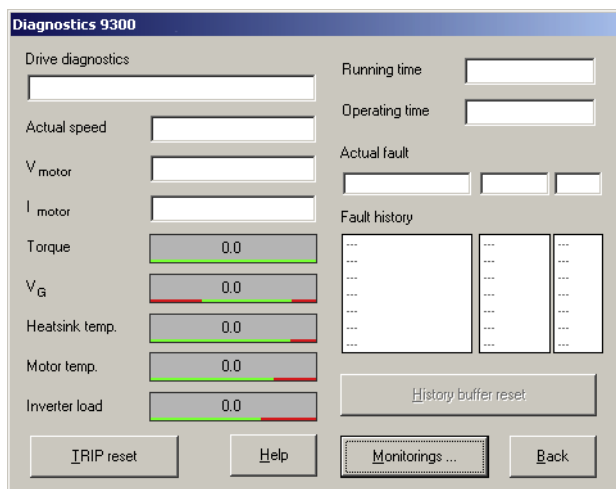 Diagnostics 9300
Drive diagnostics
Actual speed
V motor
I motor
Torque 0.0
VG 0.0
Heatsink temp. 0.0
Motor temp. 0.0
Inverter load 0.0
Running time
Operating time
Actual fault
Fault history
--- --- ---
--- --- ---
--- --- ---
--- --- ---
--- --- ---
--- --- ---
--- --- ---
History buffer reset
TRIP reset
Help
Monitorings ...
Back